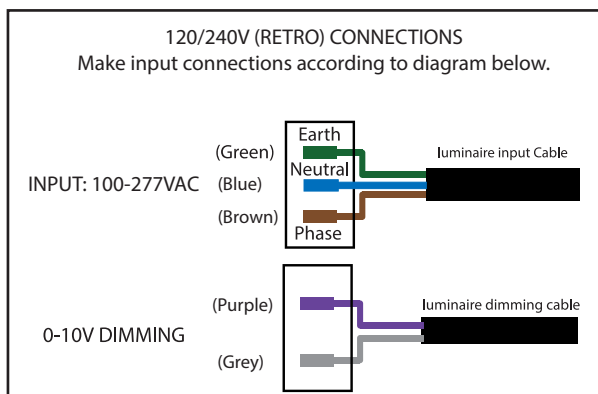 120/240V (RETRO) CONNECTIONS
Make input connections according to diagram below.
Earth
(Green)
luminaire input Cable
Neutral
INPUT: 100-277VAC
(Blue)
(Brown)
Phase
(Purple)
luminaire dimming cable
0-10V DIMMING
(Grey)